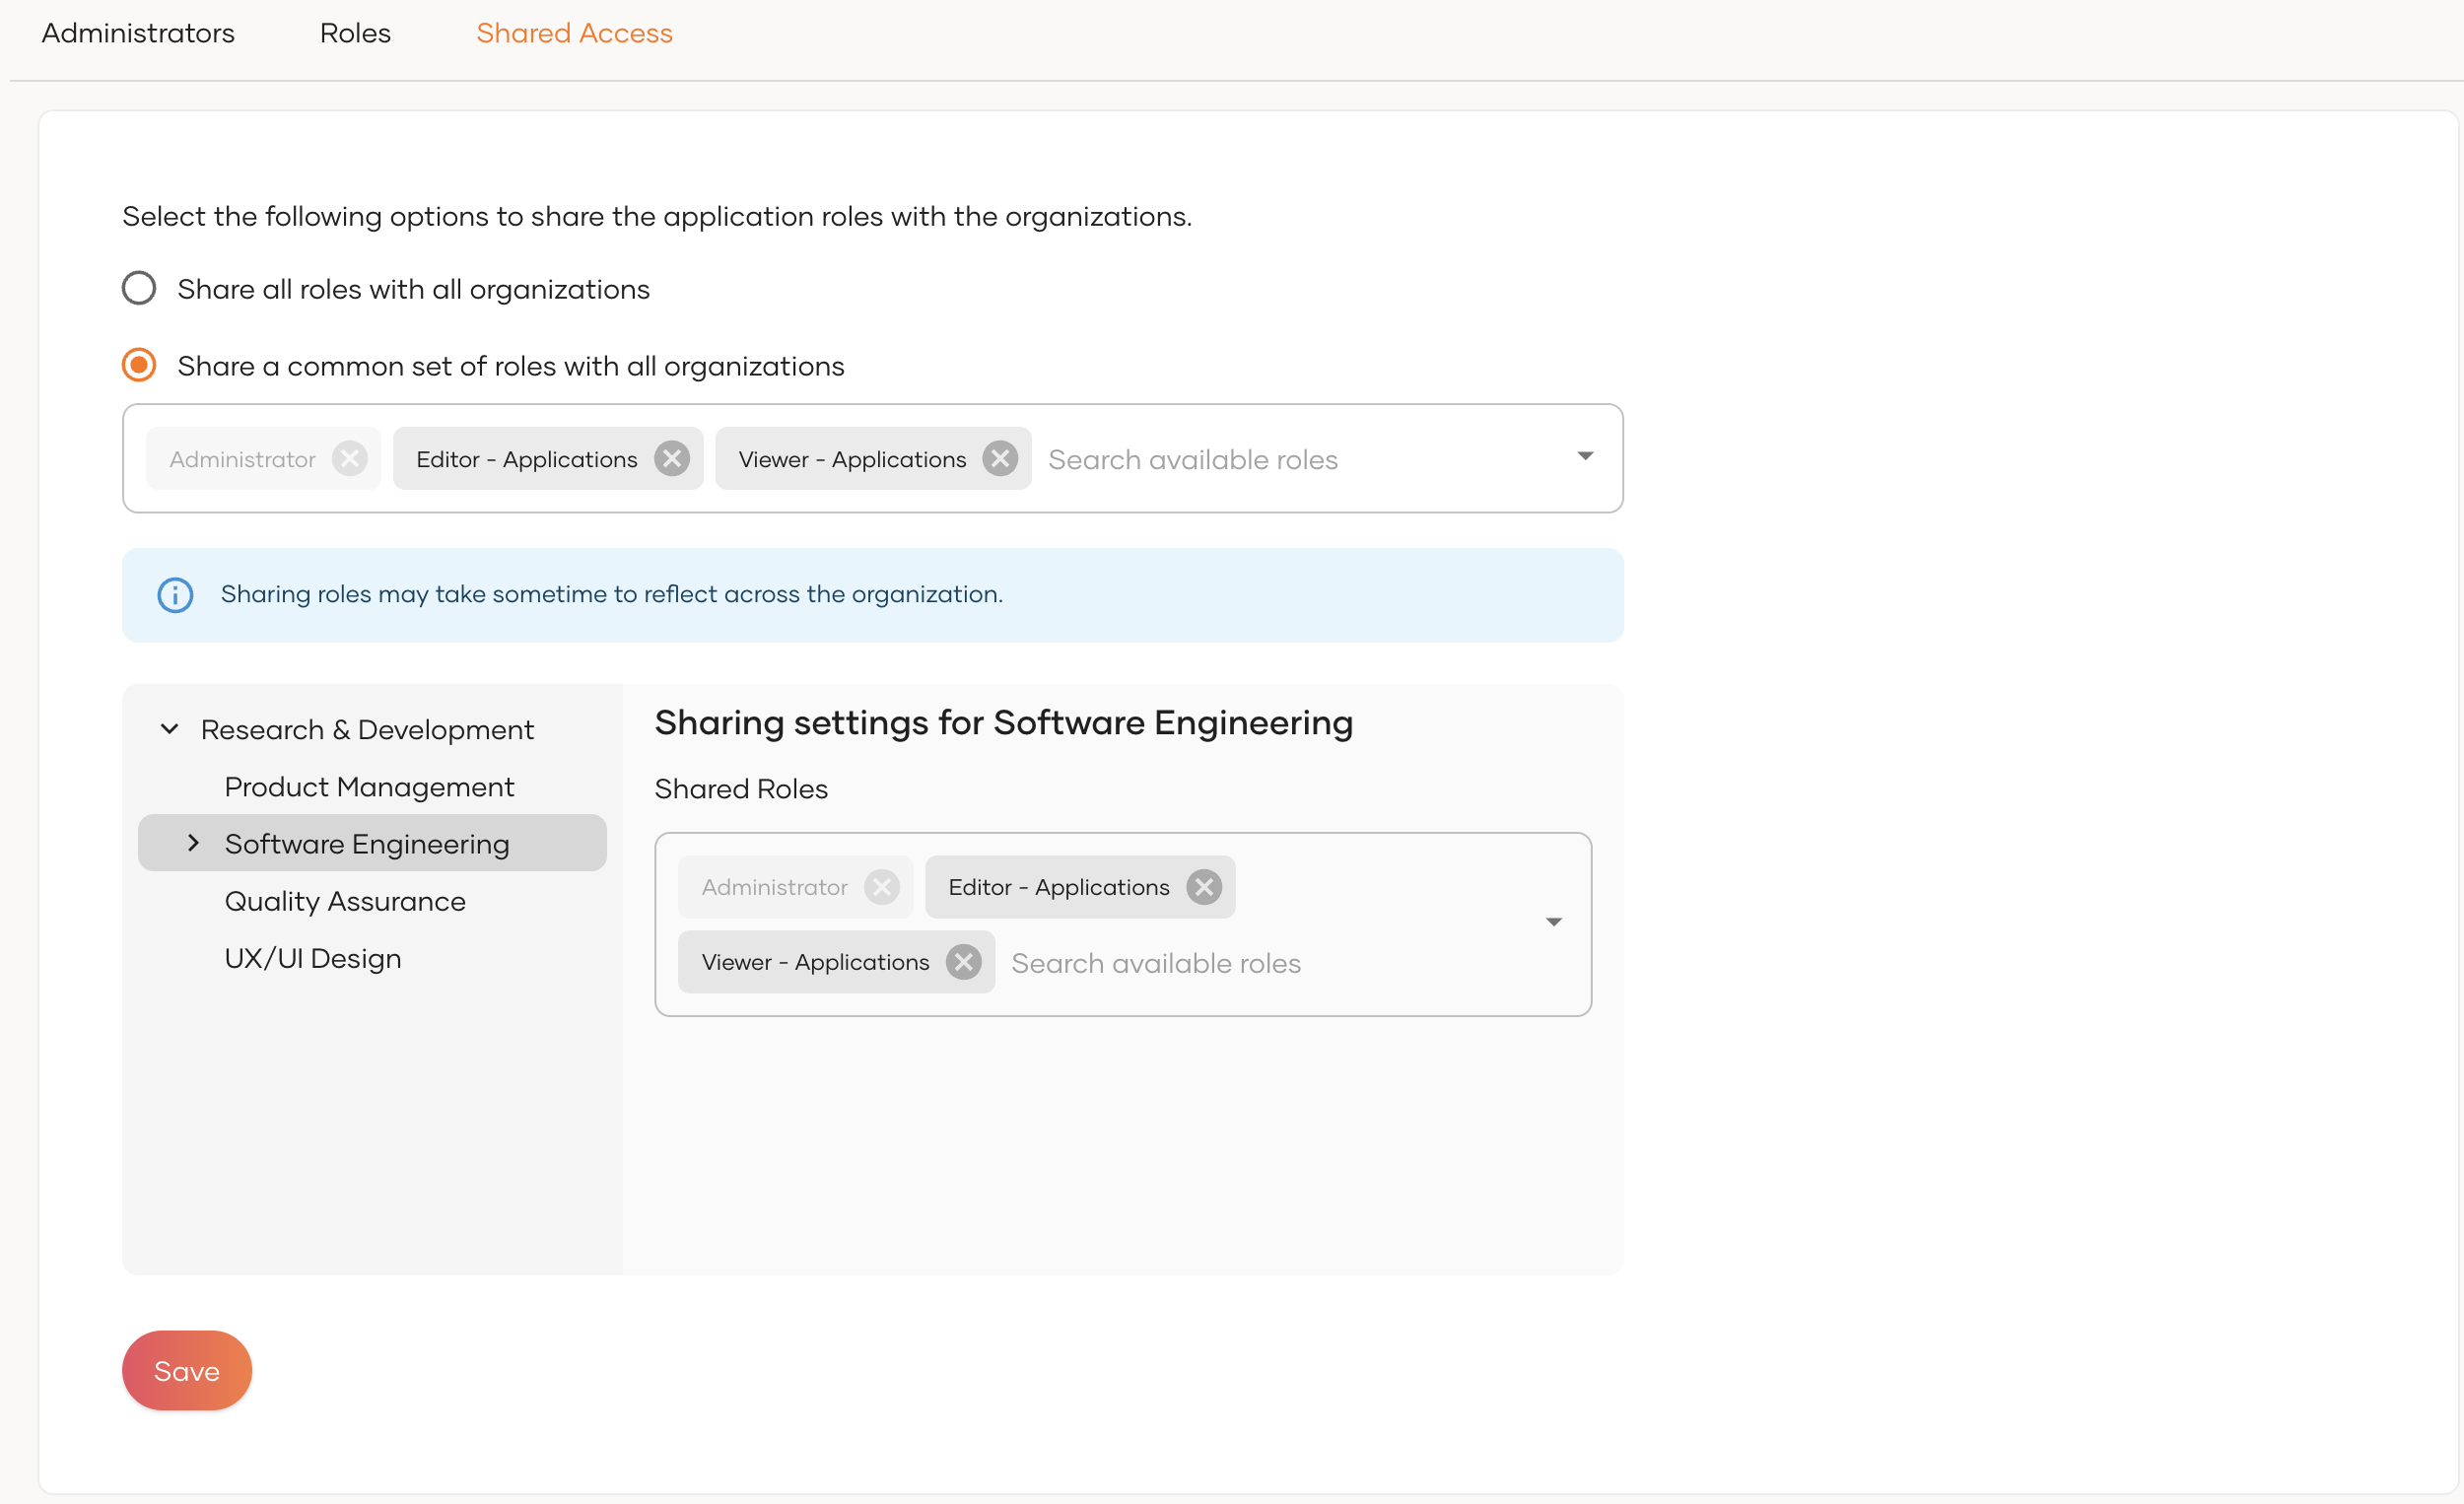 Administrators Roles Shared Access
Select the following options to share the application roles with the organizations.
Share all roles with all organizations
Share a common set of roles with all organizations
Administrator Editor - Applications Viewer - Applications Search available roles
Sharing roles may take sometime to reflect across the organization.
Research & Development
Product Management
Software Engineering
Quality Assurance
UX/UI Design
Sharing settings for Software Engineering
Shared Roles
Administrator Editor - Applications
Viewer - Applications Search available roles
Save